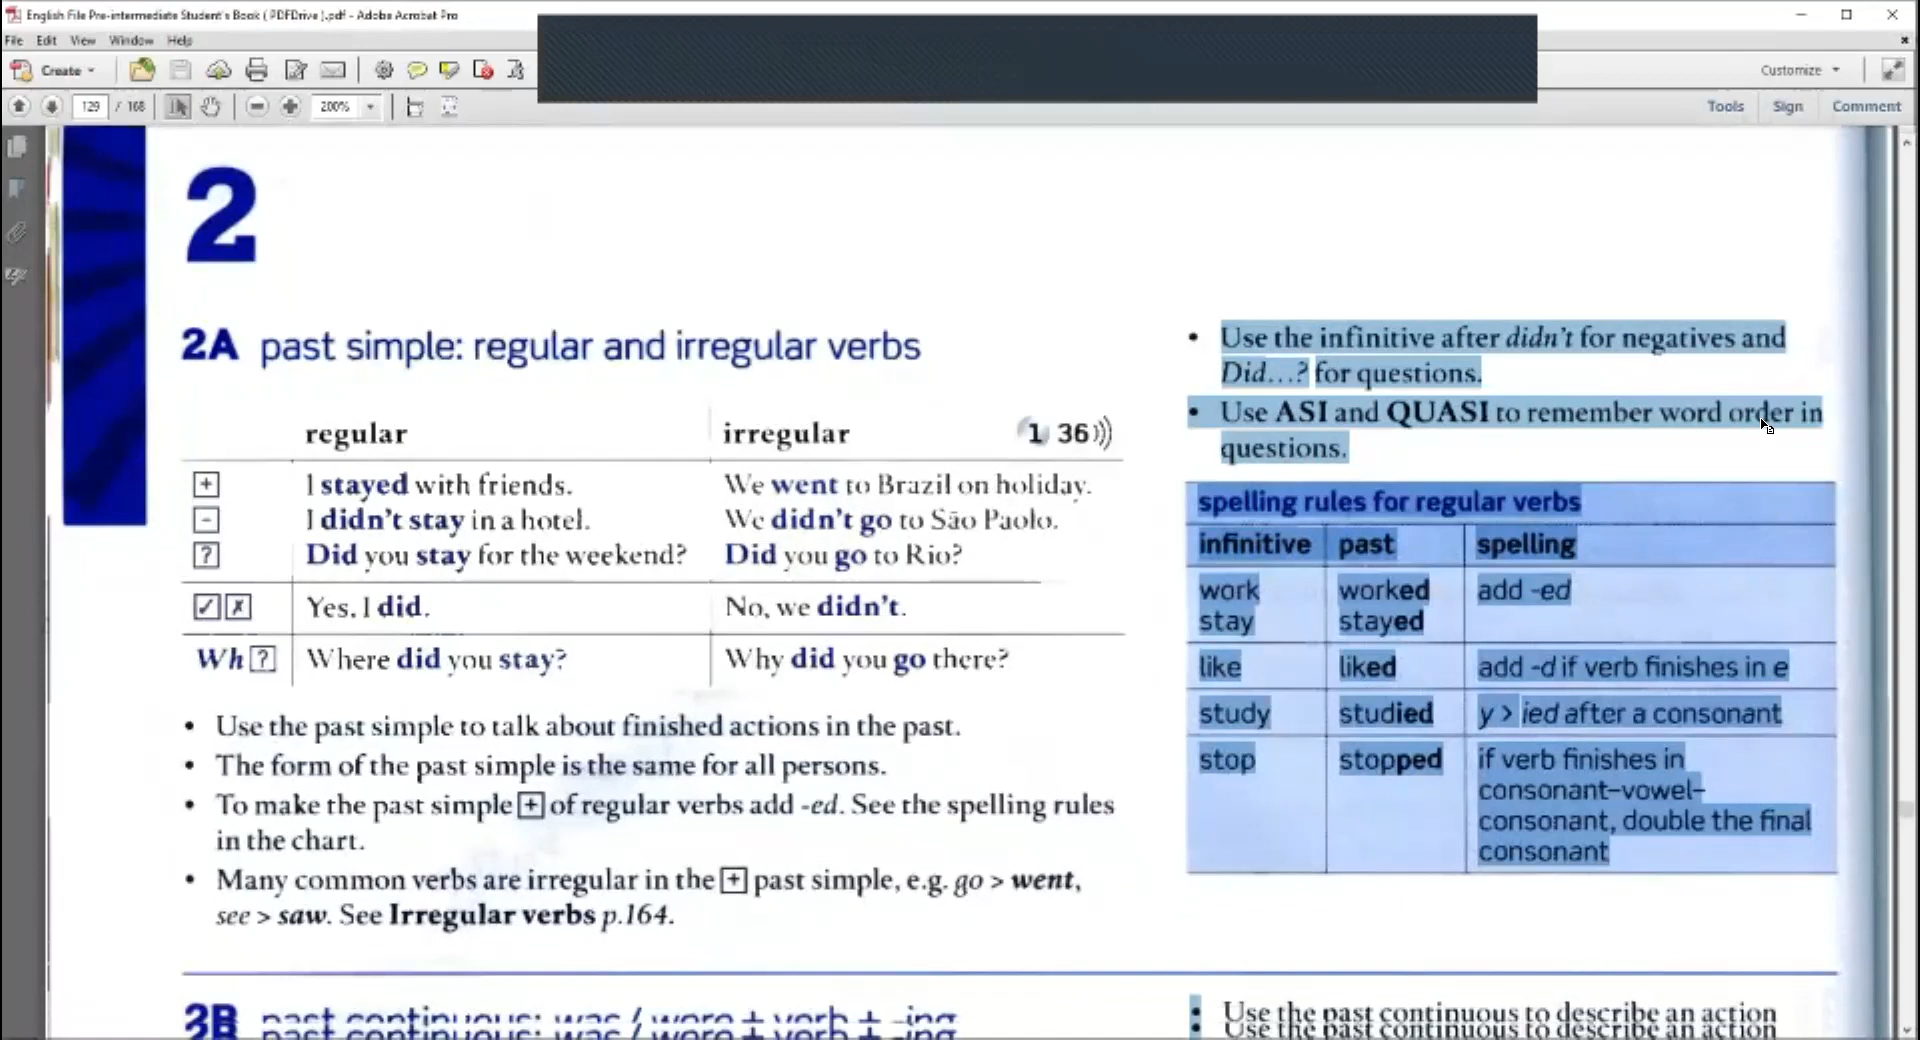 English File Pre-intermediate Student's Book ( PDFDrive ).pdf - Adobe Acrobat Pro
File Edit View Window Help
Create
Customize
129 / 168
200%
Tools Sign Comment
2
2A past simple: regular and irregular verbs
regular irregular 1 36
+ I stayed with friends. We went to Brazil on holiday.
− I didn't stay in a hotel. We didn't go to São Paolo.
? Did you stay for the weekend? Did you go to Rio?
✓ ✗ Yes, I did. No, we didn't.
Wh ? Where did you stay? Why did you go there?
• Use the past simple to talk about finished actions in the past.
• The form of the past simple is the same for all persons.
• To make the past simple + of regular verbs add -ed. See the spelling rules
in the chart.
• Many common verbs are irregular in the + past simple, e.g. go > went,
see > saw. See Irregular verbs p.164.
• Use the infinitive after didn't for negatives and
Did...? for questions.
• Use ASI and QUASI to remember word order in
questions.
spelling rules for regular verbs
infinitive past spelling
work worked add -ed
stay stayed
like liked add -d if verb finishes in e
study studied y > ied after a consonant
stop stopped if verb finishes in
consonant–vowel–
consonant, double the final
consonant
2B past continuous: was / were + verb + -ing
• Use the past continuous to describe an action